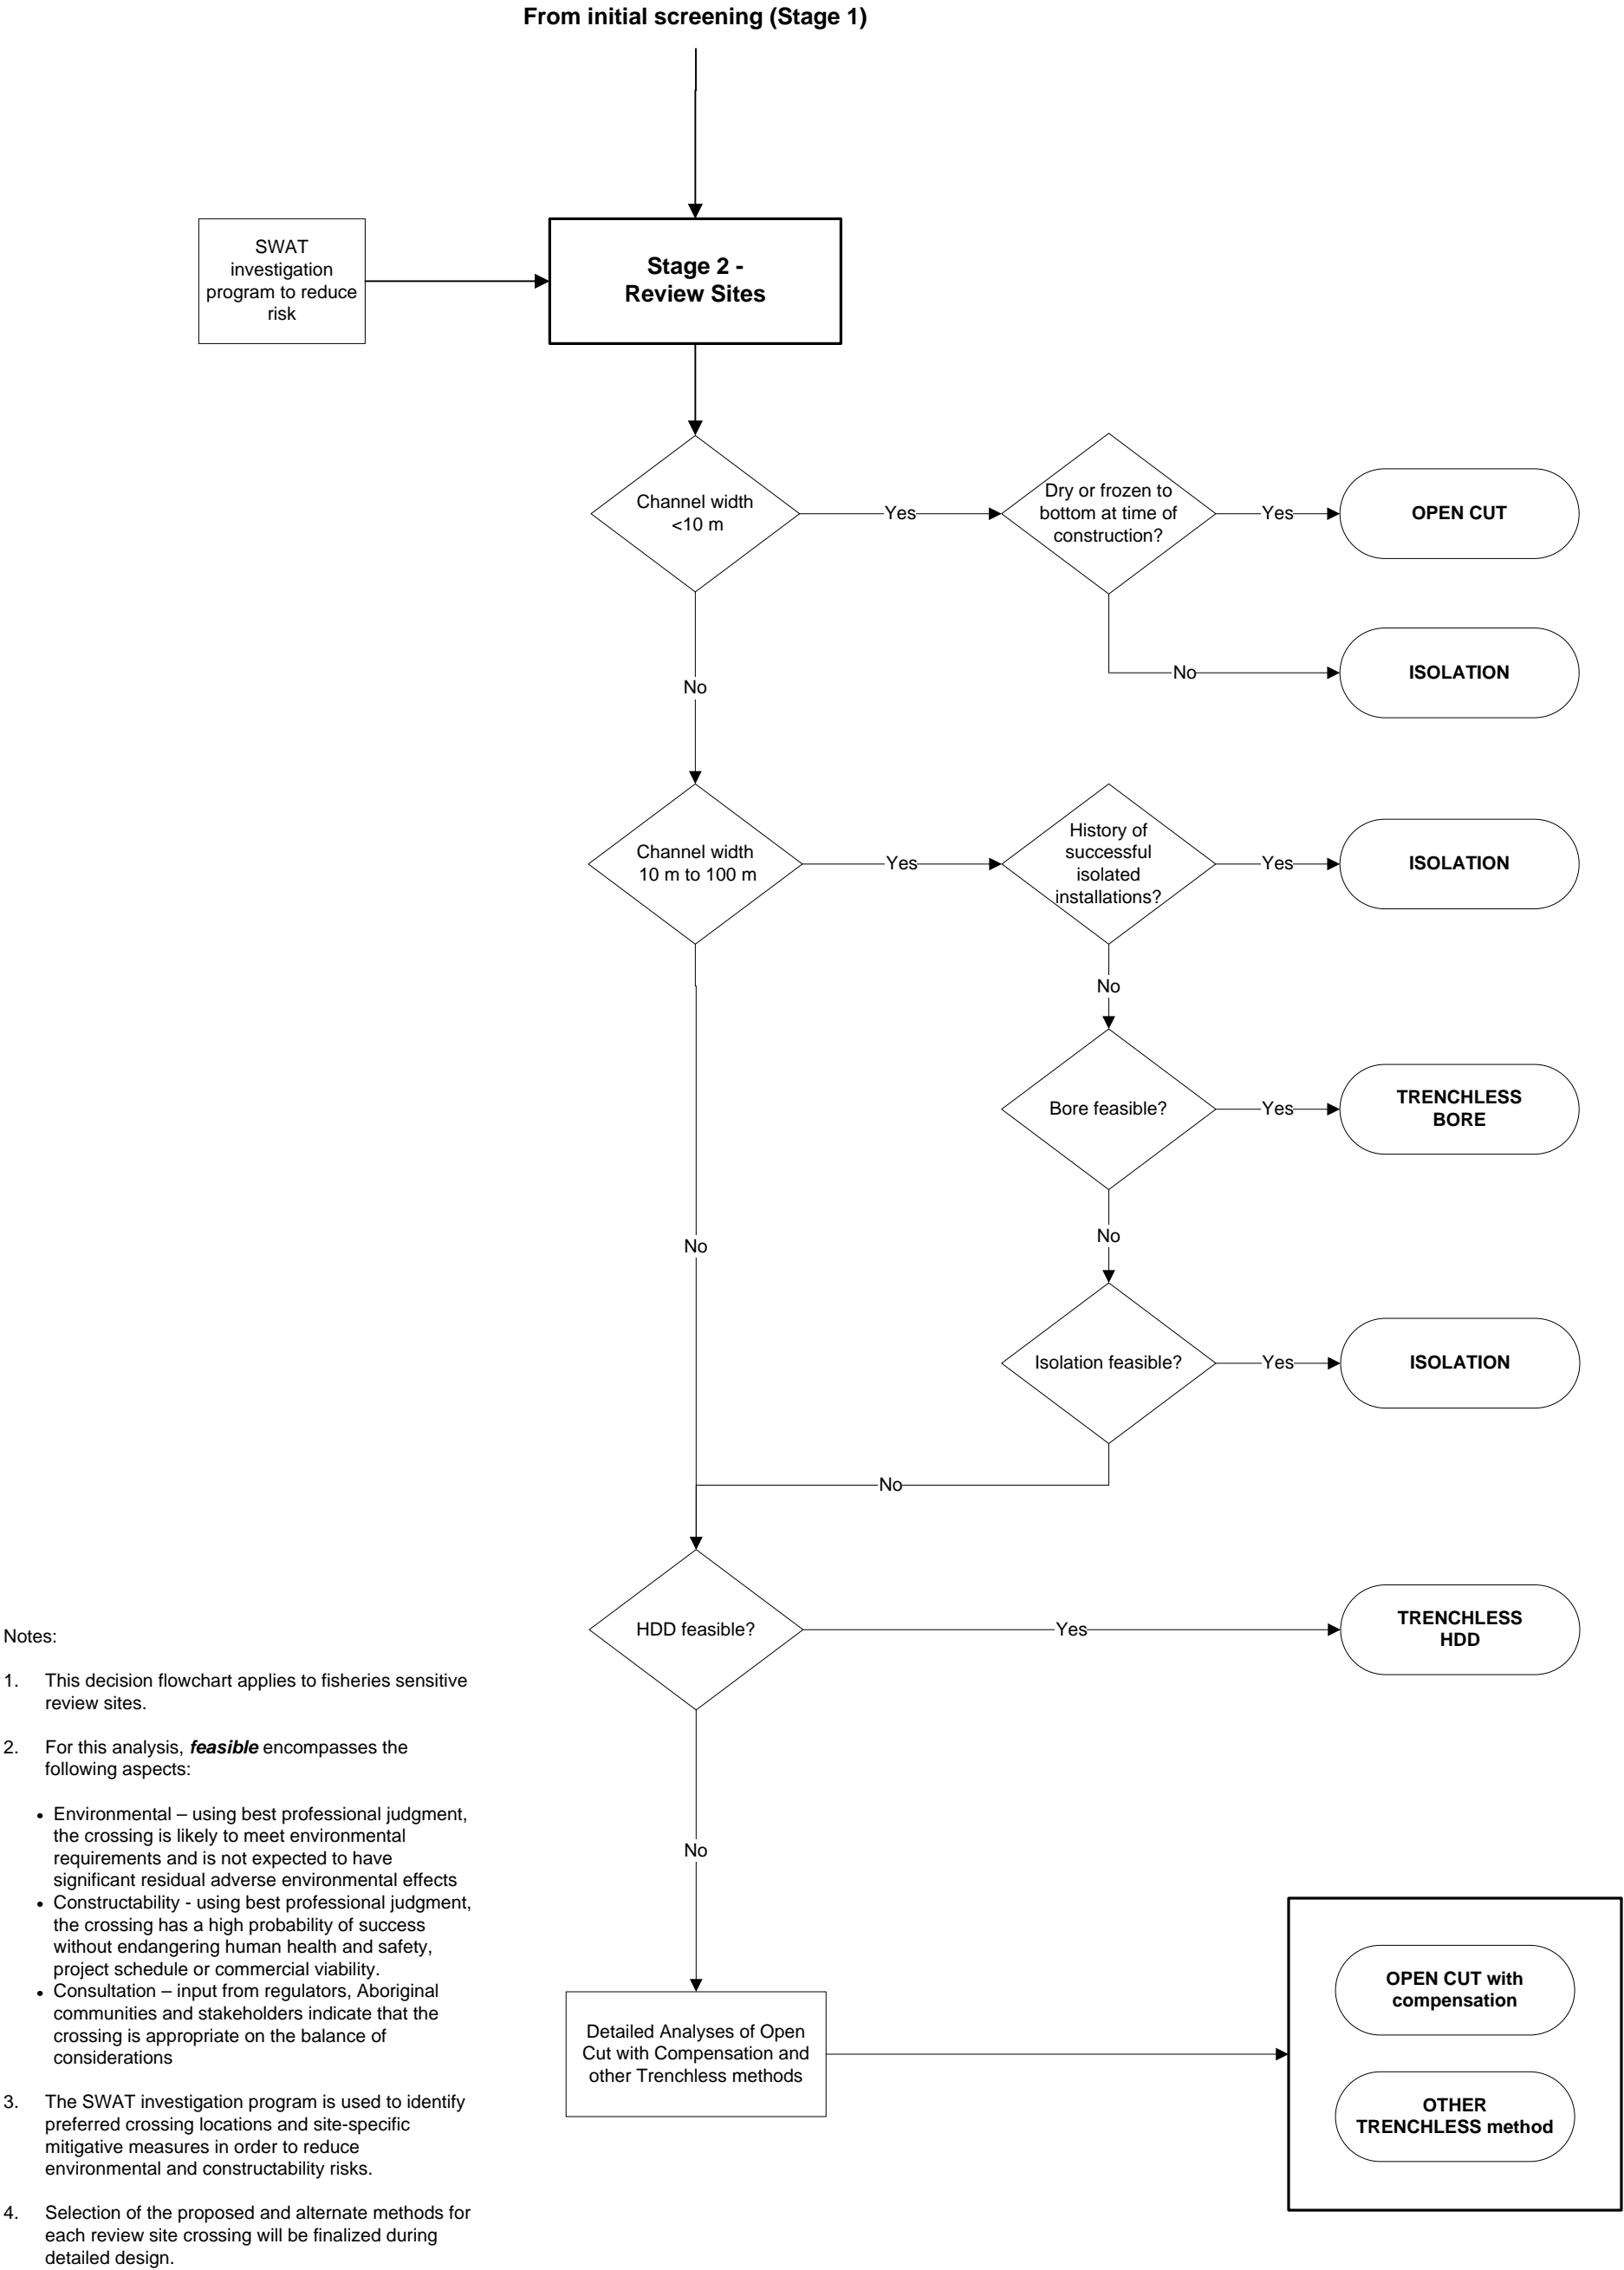 From initial screening (Stage 1)
SWAT
investigation
program to reduce
risk
Stage 2 -
Review Sites
Channel width
<10 m
Yes
Dry or frozen to
bottom at time of
construction?
Yes
OPEN CUT
No
ISOLATION
No
Channel width
10 m to 100 m
Yes
History of
successful
isolated
installations?
Yes
ISOLATION
No
Bore feasible?
Yes
TRENCHLESS
BORE
No
No
Isolation feasible?
Yes
ISOLATION
No
HDD feasible?
Yes
TRENCHLESS
HDD
No
Detailed Analyses of Open
Cut with Compensation and
other Trenchless methods
OPEN CUT with
compensation
OTHER
TRENCHLESS method
Notes:
1. This decision flowchart applies to fisheries sensitive
review sites.
2. For this analysis, feasible encompasses the
following aspects:
• Environmental – using best professional judgment,
the crossing is likely to meet environmental
requirements and is not expected to have
significant residual adverse environmental effects
• Constructability - using best professional judgment,
the crossing has a high probability of success
without endangering human health and safety,
project schedule or commercial viability.
• Consultation – input from regulators, Aboriginal
communities and stakeholders indicate that the
crossing is appropriate on the balance of
considerations
3. The SWAT investigation program is used to identify
preferred crossing locations and site-specific
mitigative measures in order to reduce
environmental and constructability risks.
4. Selection of the proposed and alternate methods for
each review site crossing will be finalized during
detailed design.